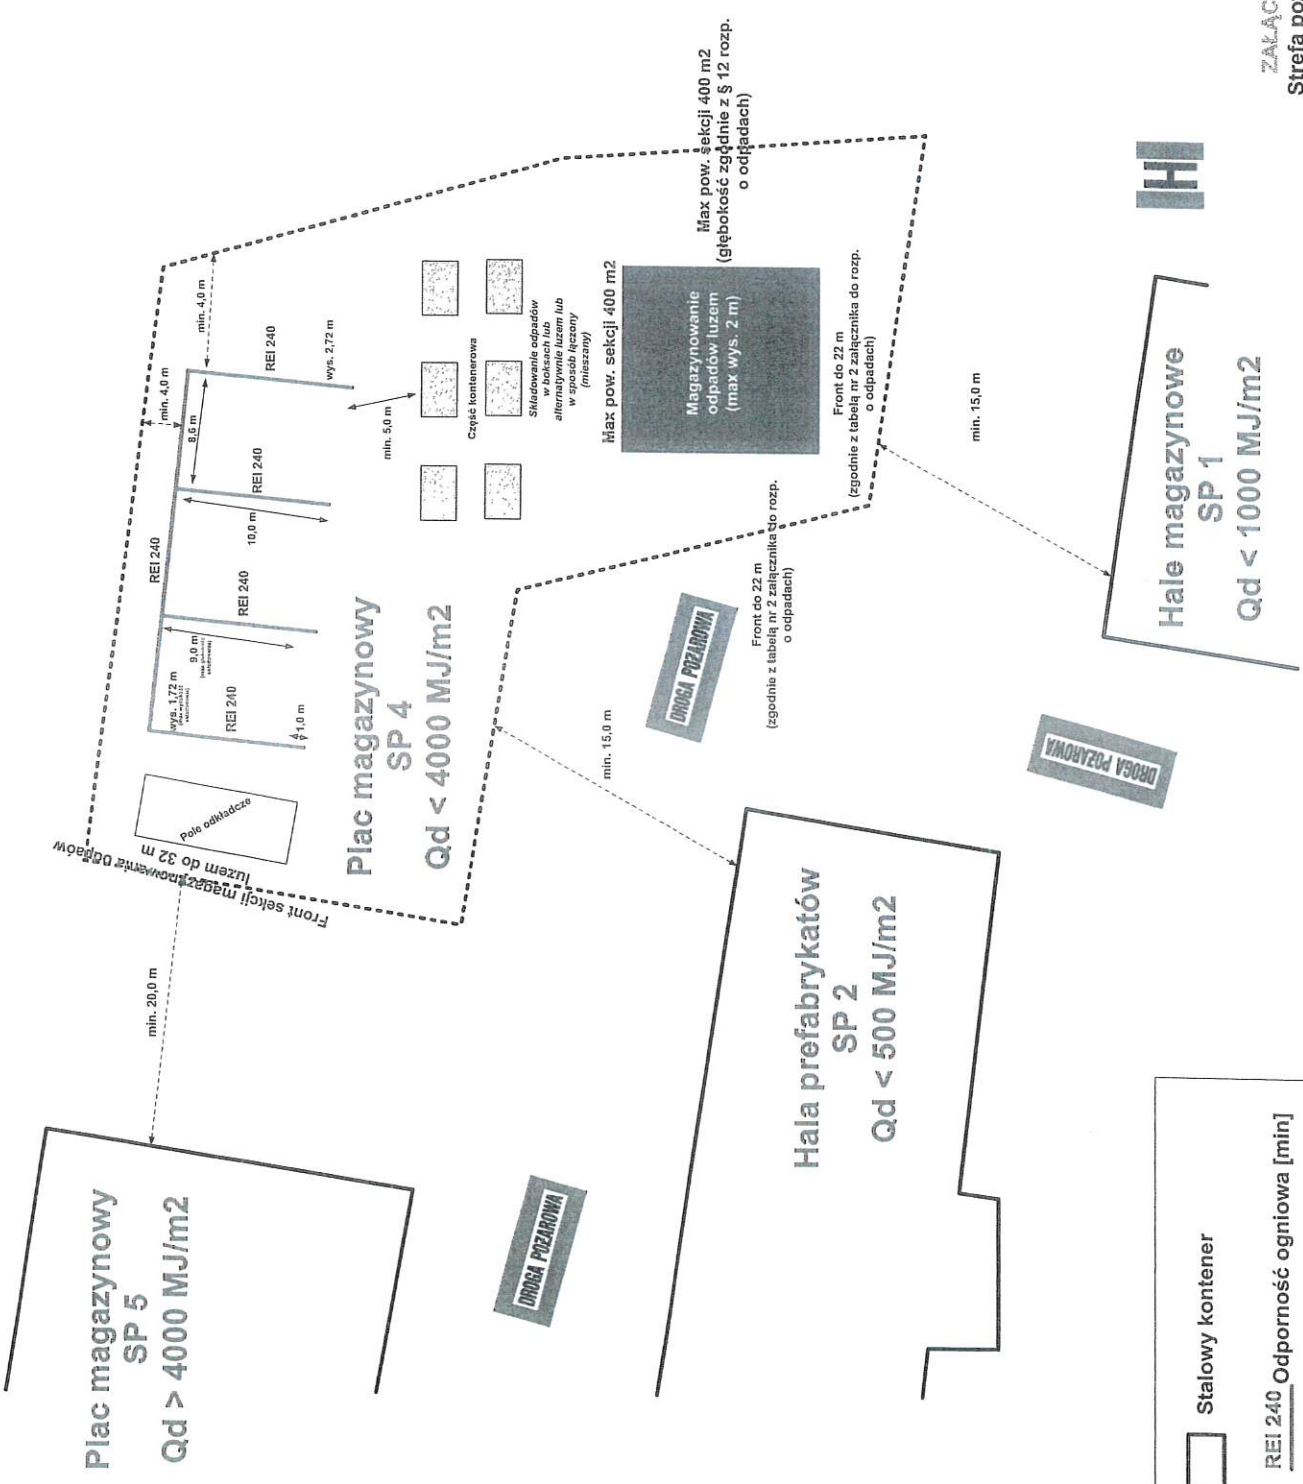 ZAŁĄC
Strefa po
Max pow. sekcji 400 m2
(głębokość zgodnie z § 12 rozp.
o odpadach)
min. 4,0 m
min. 4,0 m
REI 240
wys. 2,72 m
8,6 m
REI 240
REI 240
10,0 m
REI 240
9,0 m
wys. 1,72 m
REI 240
1,0 m
min. 5,0 m
Część kontenerowa
Składowanie odpadów
w boksach lub
alternatywnie luzem lub
w sposób łączony
(mieszany)
Max pow. sekcji 400 m2
Magazynowanie
odpadów luzem
(max wys. 2 m)
Front do 22 m
(zgodnie z tabelą nr 2 załącznika do rozp.
o odpadach)
Front do 22 m
(zgodnie z tabelą nr 2 załącznika do rozp.
o odpadach)
Pole odkładcze
Front sekcji magazynowania odpaów
luzem do 32 m
Plac magazynowy
SP 4
Qd < 4000 MJ/m2
min. 20,0 m
min. 15,0 m
min. 15,0 m
DROGA POŻAROWA
DROGA POŻAROWA
DROGA POŻAROWA
H
Hale magazynowe
SP 1
Qd < 1000 MJ/m2
Hala prefabrykatów
SP 2
Qd < 500 MJ/m2
Plac magazynowy
SP 5
Qd > 4000 MJ/m2
Stalowy kontener
REI 240 Odporność ogniowa [min]